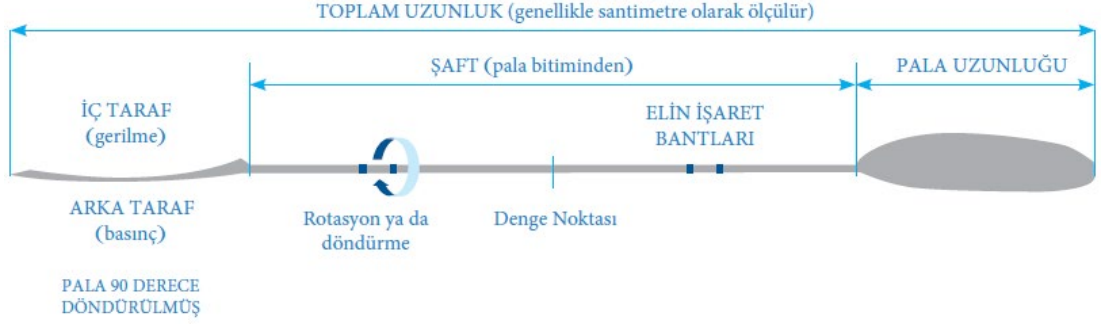 TOPLAM UZUNLUK (genellikle santimetre olarak ölçülür)
ŞAFT (pala bitiminden)
PALA UZUNLUĞU
İÇ TARAF
(gerilme)
ELİN İŞARET
BANTLARI
ARKA TARAF
(basınç)
Rotasyon ya da
döndürme
Denge Noktası
PALA 90 DERECE
DÖNDÜRÜLMÜŞ